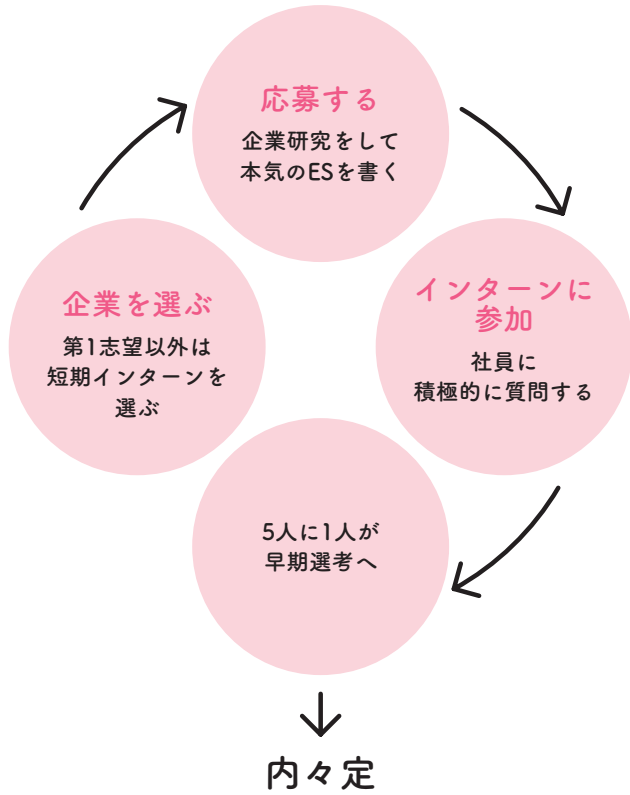 応募する
企業研究をして
本気のESを書く
企業を選ぶ
第1志望以外は
短期インターンを
選ぶ
インターンに
参加
社員に
積極的に質問する
5人に1人が
早期選考へ
内々定